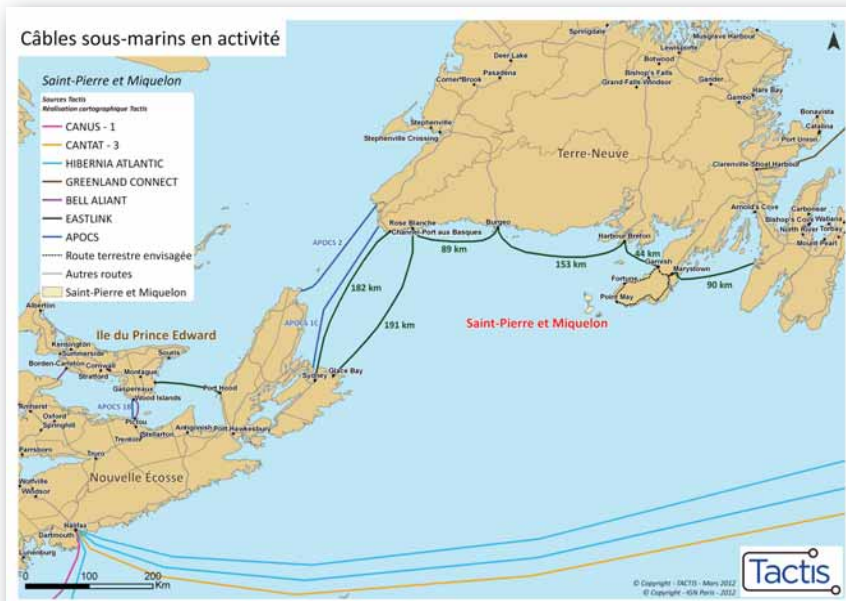 Câbles sous-marins en activité
Saint-Pierre et Miquelon
Sources Tactis
Réalisation cartographique Tactis
CANUS - 1
CANTAT - 3
HIBERNIA ATLANTIC
GREENLAND CONNECT
BELL ALIANT
EASTLINK
APOCS
Route terrestre envisagée
Autres routes
Saint-Pierre et Miquelon
Springdale
Musgrave Harbour
Lewisporte
Deer Lake
Botwood
Corner Brook
Pasadena
Bishop's Falls
Gander
Grand Falls-Windsor
Gambo
Hare Bay
Bonavista
Stephenville
Catalina
Port Union
Stephenville Crossing
Terre-Neuve
Clarenville-Shoal Harbour
Arnold's Cove
Carbonear
Bishop's Cove
Wabana
North River
Torbay
Mount Pearl
Rose Blanche
Burgeo
Channel-Port aux Basques
Harbour Breton
APOCS 2
89 km
153 km
44 km
Garnish
Marystown
Fortune
90 km
182 km
Point May
191 km
Saint-Pierre et Miquelon
APOCS 1C
Alberton
Ile du Prince Edward
Kensington
Summerside
Souris
Borden-Carleton
Cornwall
Montague
Stratford
Sydney
Glace Bay
Gaspereaux
Port Hood
Wood Islands
APOCS 1B
Amherst
Pictou
Oxford
Springhill
Stellarton
Antigonish
Port Hawkesbury
Trenton
Parrsboro
Truro
Nouvelle Écosse
Wolfville
Windsor
Halifax
Dartmouth
Lunenburg
0 100 200
Km
© Copyright - TACTIS - Mars 2012
© Copyright - IGN Paris - 2012
Tactis